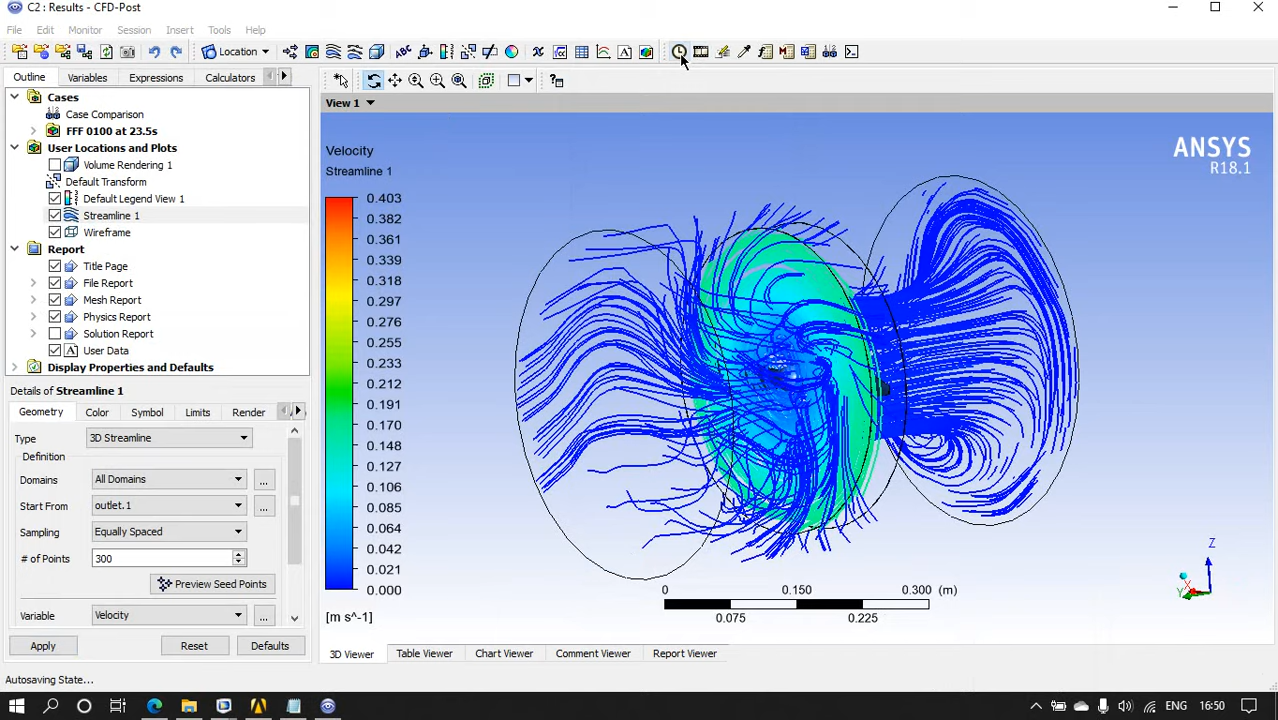 C2 : Results - CFD-Post
File Edit Monitor Session Insert Tools Help
Location
Outline Variables Expressions Calculators
Cases
Case Comparison
FFF 0100 at 23.5s
User Locations and Plots
Volume Rendering 1
Default Transform
Default Legend View 1
Streamline 1
Wireframe
Report
Title Page
File Report
Mesh Report
Physics Report
Solution Report
User Data
Display Properties and Defaults
Details of Streamline 1
Geometry Color Symbol Limits Render
Type 3D Streamline
Definition
Domains All Domains ...
Start From outlet.1 ...
Sampling Equally Spaced
# of Points 300
Preview Seed Points
Variable Velocity ...
Apply Reset Defaults
View 1
Velocity
Streamline 1
0.403
0.382
0.361
0.339
0.318
0.297
0.276
0.255
0.233
0.212
0.191
0.170
0.148
0.127
0.106
0.085
0.064
0.042
0.021
0.000
[m s^-1]
ANSYS
R18.1
0 0.150 0.300 (m)
0.075 0.225
Z
X
Y
3D Viewer Table Viewer Chart Viewer Comment Viewer Report Viewer
Autosaving State...
ENG 16:50